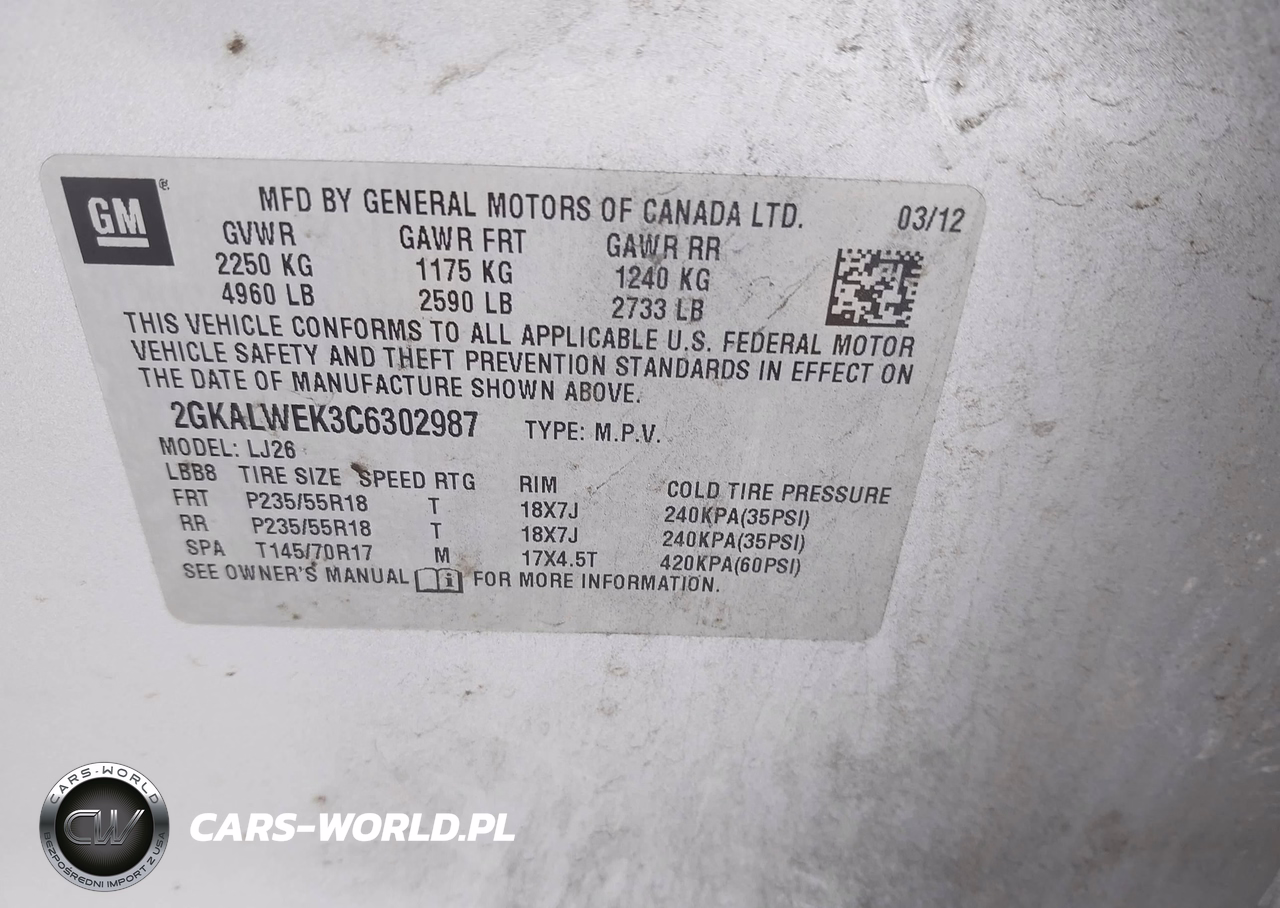 GM
MFD BY GENERAL MOTORS OF CANADA LTD. 03/12
GVWR GAWR FRT GAWR RR
2250 KG 1175 KG 1240 KG
4960 LB 2590 LB 2733 LB
THIS VEHICLE CONFORMS TO ALL APPLICABLE U.S. FEDERAL MOTOR
VEHICLE SAFETY AND THEFT PREVENTION STANDARDS IN EFFECT ON
THE DATE OF MANUFACTURE SHOWN ABOVE.
2GKALWEK3C6302987 TYPE: M.P.V.
MODEL: LJ26
LBB8 TIRE SIZE SPEED RTG RIM COLD TIRE PRESSURE
FRT P235/55R18 T 18X7J 240KPA(35PSI)
RR P235/55R18 T 18X7J 240KPA(35PSI)
SPA T145/70R17 M 17X4.5T 420KPA(60PSI)
SEE OWNER'S MANUAL FOR MORE INFORMATION.
CARS-WORLD
CW
BEZPOŚREDNI IMPORT Z USA
CARS-WORLD.PL